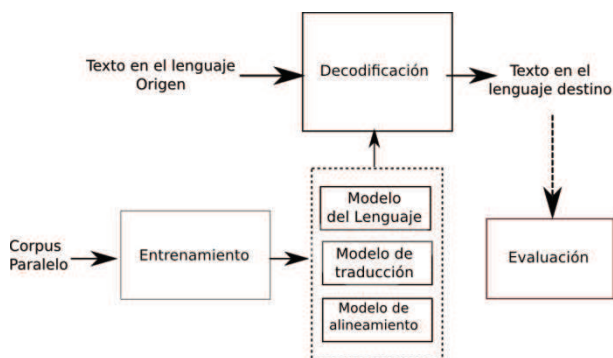 Texto en el lenguaje
Origen
Decodificación
Texto en el
lenguaje destino
Modelo
del Lenguaje
Corpus
Paralelo
Entrenamiento
Modelo de
traducción
Modelo de
alineamiento
Evaluación